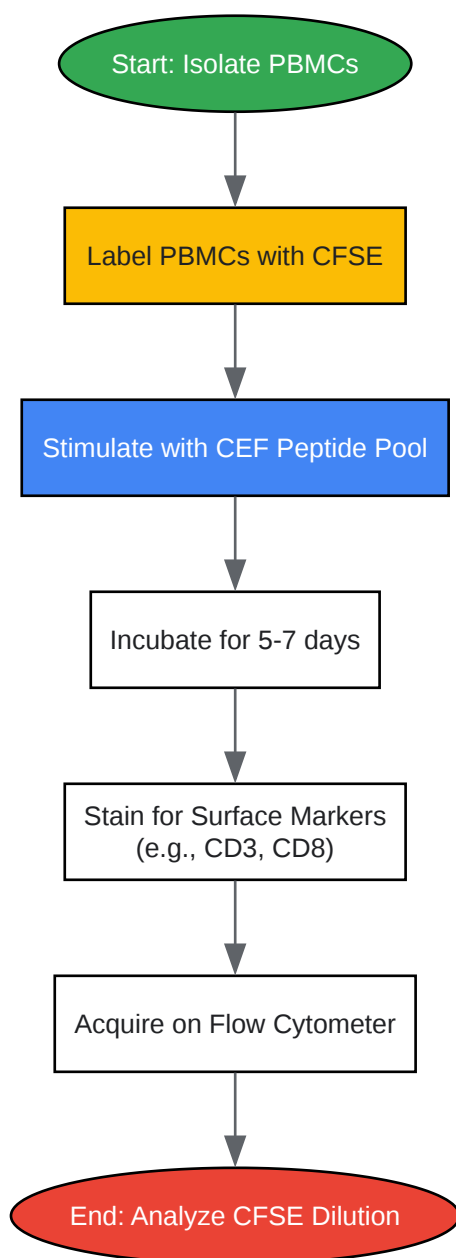 Start: Isolate PBMCs
Label PBMCs with CFSE
Stimulate with CEF Peptide Pool
Incubate for 5-7 days
Stain for Surface Markers
(e.g., CD3, CD8)
Acquire on Flow Cytometer
End: Analyze CFSE Dilution